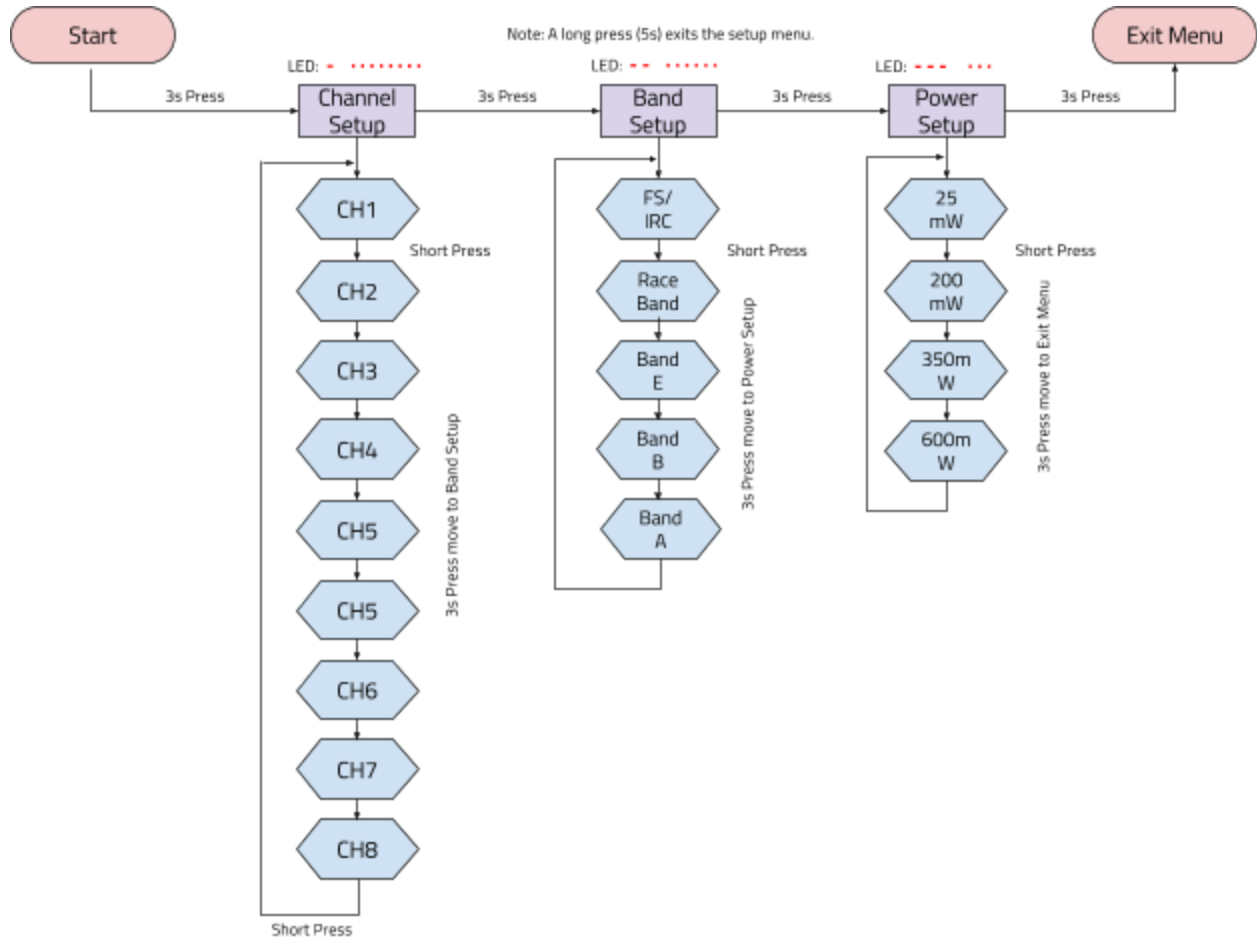 Start
Note: A long press (5s) exits the setup menu.
Exit Menu
LED:
LED:
LED:
3s Press
Channel
Setup
3s Press
Band
Setup
3s Press
Power
Setup
3s Press
CH1
Short Press
CH2
CH3
CH4
CH5
CH5
CH6
CH7
CH8
Short Press
3s Press move to Band Setup
FS/
IRC
Short Press
Race
Band
Band
E
Band
B
Band
A
3s Press move to Power Setup
25
mW
Short Press
200
mW
350m
W
600m
W
3s Press move to Exit Menu